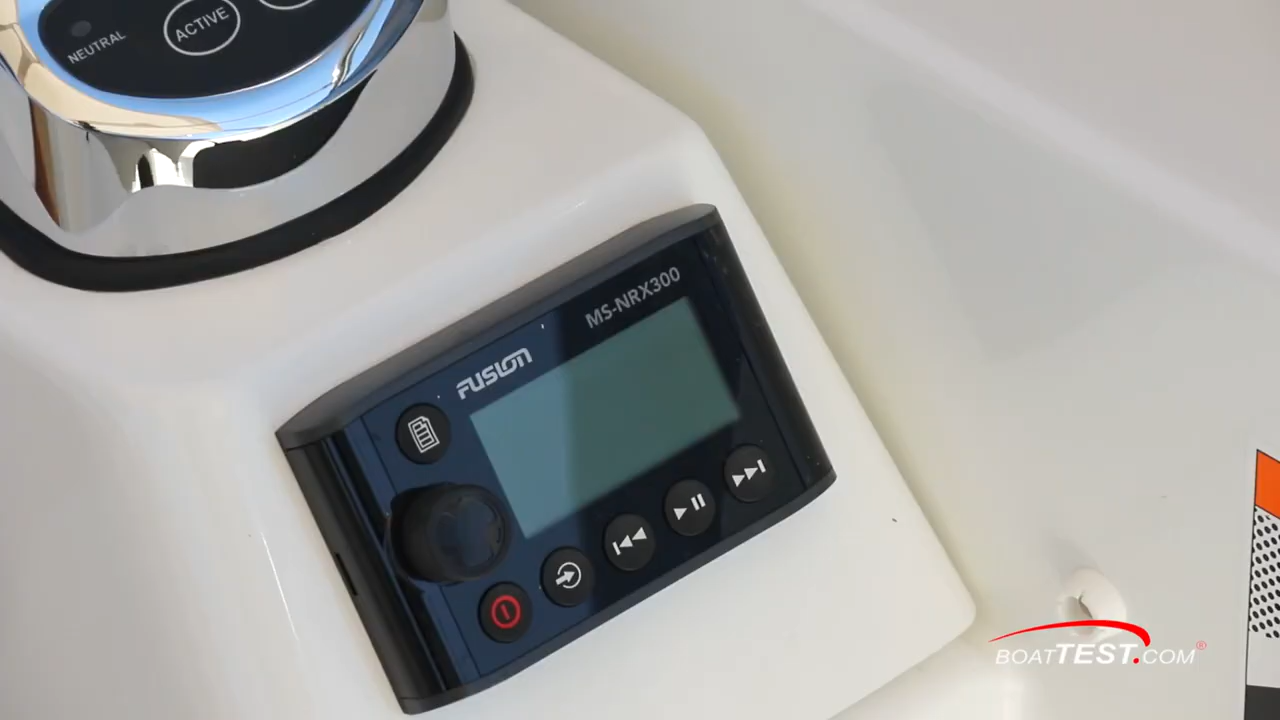 NEUTRAL
ACTIVE
MS-NRX300
FUSION
BOATTEST.COM®